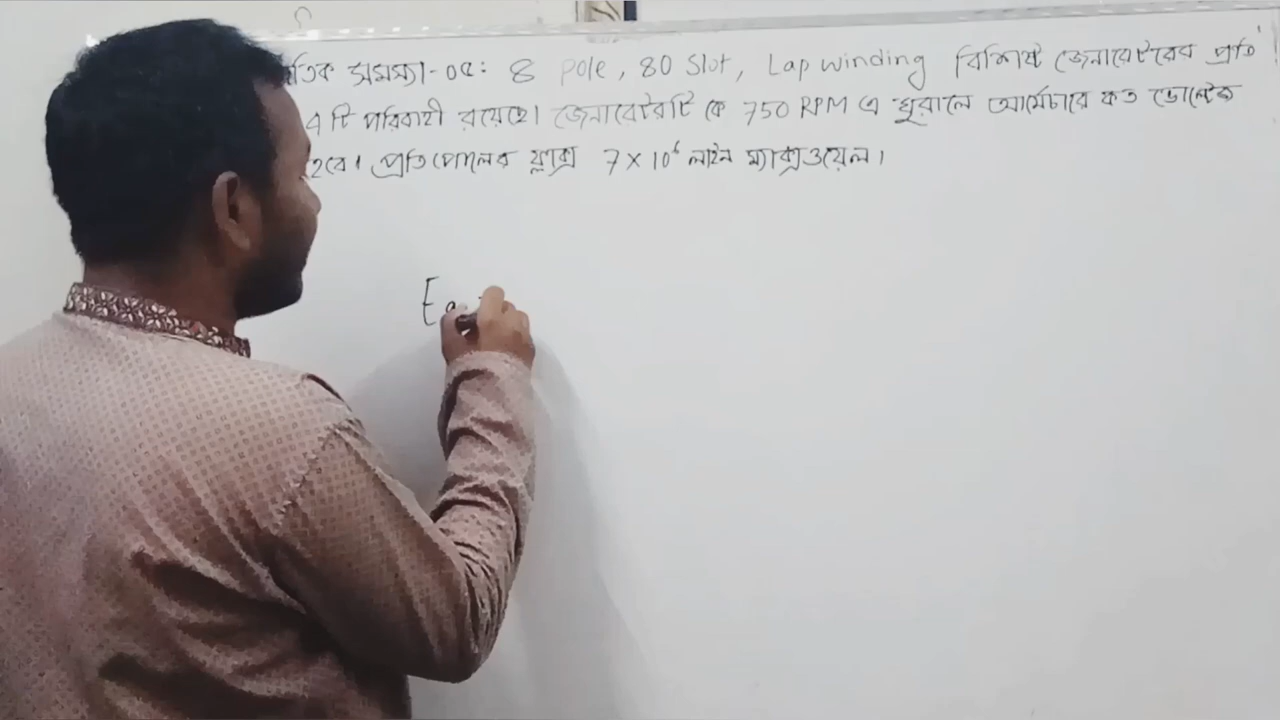 তিক সমস্যা-০৫: 8 pole, 80 Slot, Lap winding বিশিষ্ট জেনারেটরের প্রতি
টি পরিবাহী রয়েছে। জেনারেটরটি কে 750 RPM এ ঘুরালে আর্মেচারে কত ভোল্টেজ
হবে। প্রতিপোলের ফ্লাক্স 7 × 10⁶ লাইন ম্যাক্সওয়েল।
Ea